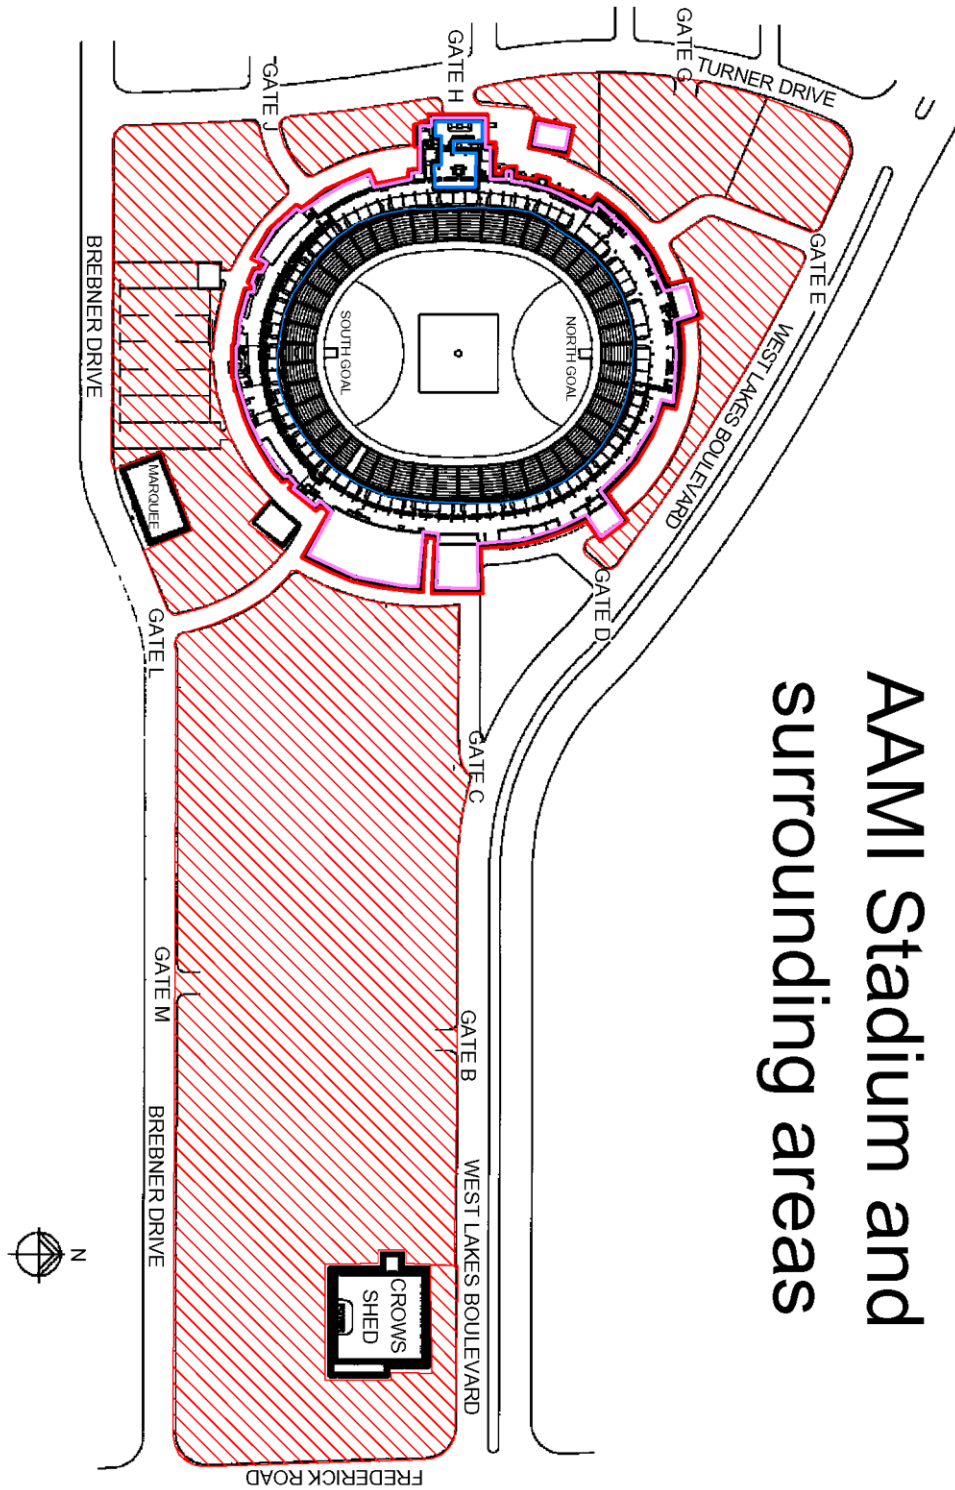 AAMI Stadium and
surrounding areas
GATE G
TURNER DRIVE
GATE H
GATE J
GATE E
WEST LAKES BOULEVARD
BREBNER DRIVE
SOUTH GOAL
NORTH GOAL
MARQUEE
GATE D
GATE L
GATE C
GATE M
GATE B
BREBNER DRIVE
WEST LAKES BOULEVARD
N
CROWS
SHED
FREDERICK ROAD